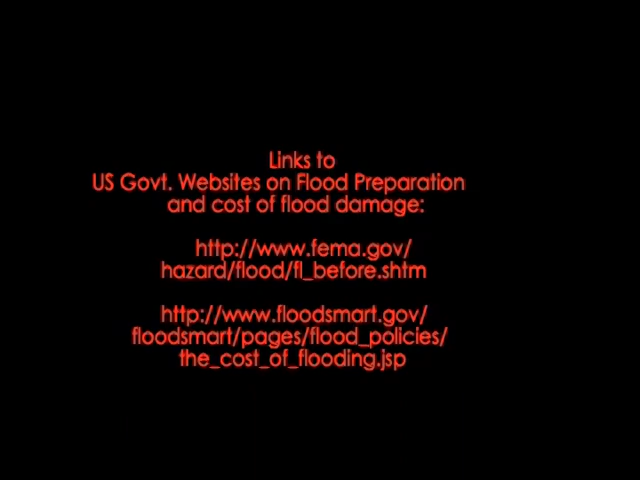 Links to
US Govt. Websites on Flood Preparation
and cost of flood damage:
http://www.fema.gov/
hazard/flood/fl_before.shtm
http://www.floodsmart.gov/
floodsmart/pages/flood_policies/
the_cost_of_flooding.jsp